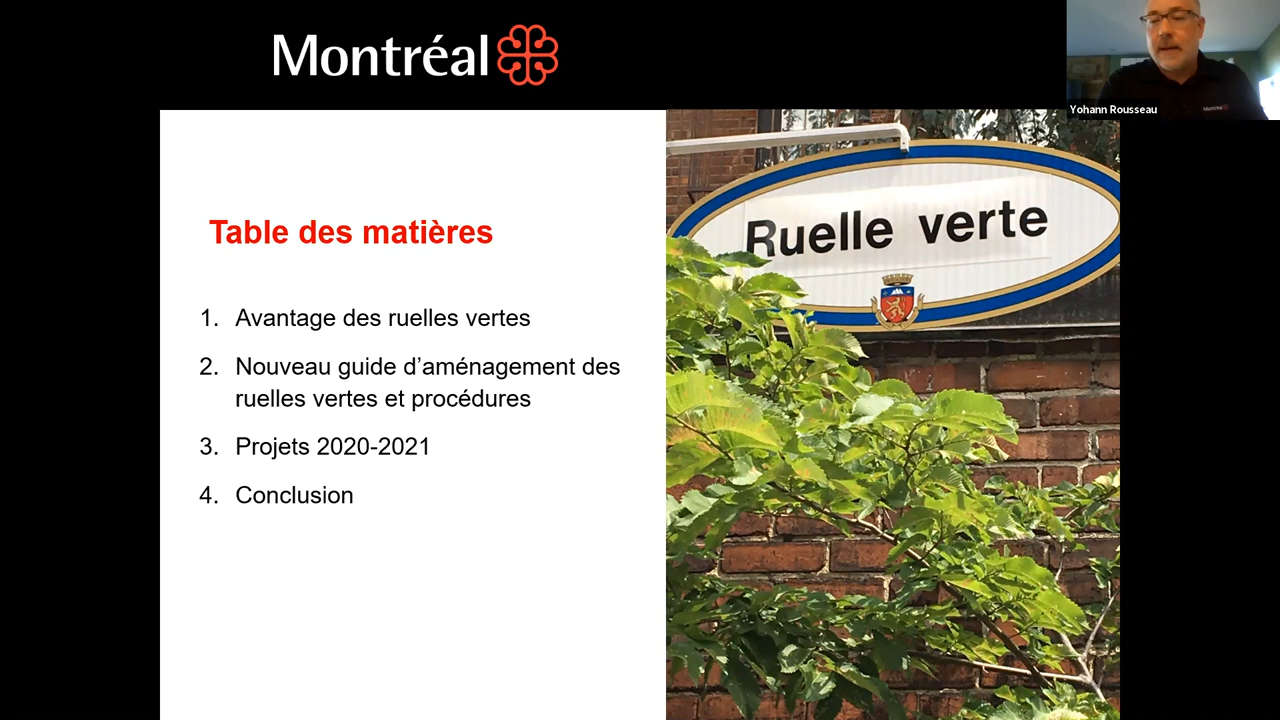 Montréal
Yohann Rousseau
Table des matières
1. Avantage des ruelles vertes
2. Nouveau guide d’aménagement des
ruelles vertes et procédures
3. Projets 2020-2021
4. Conclusion
Ruelle verte